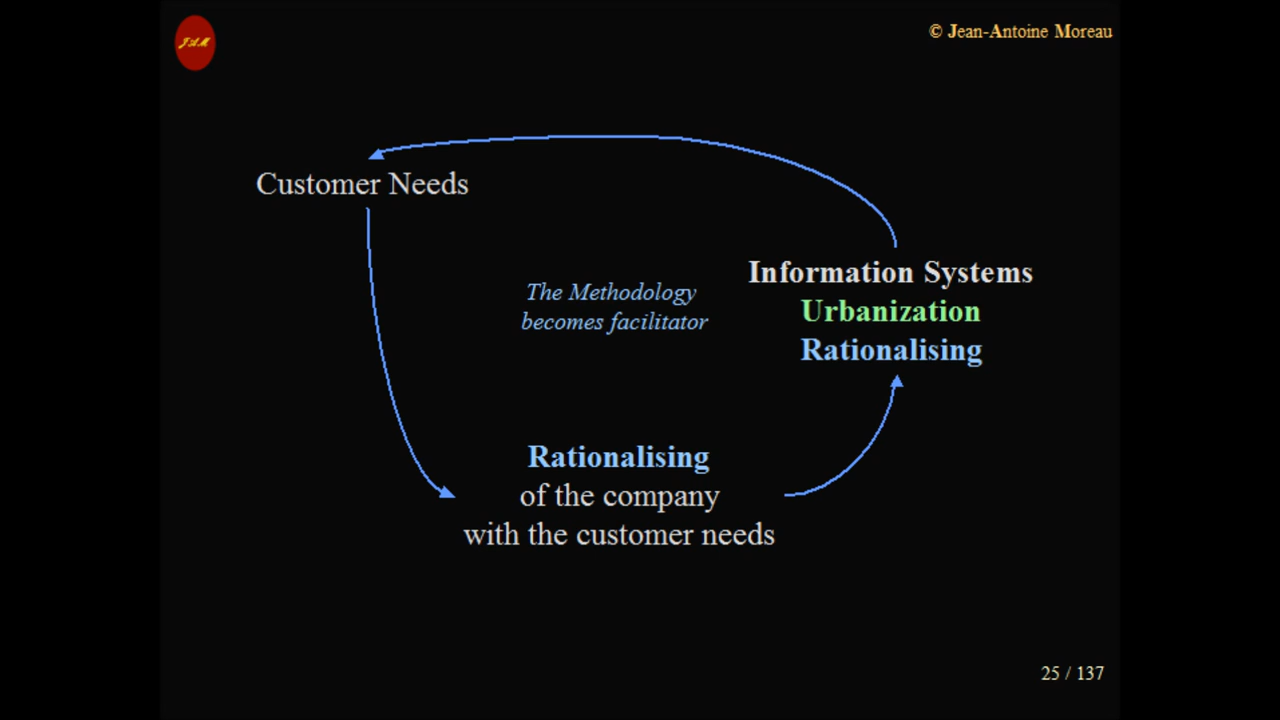 JAM
© Jean-Antoine Moreau
Customer Needs
The Methodology
becomes facilitator
Information Systems
Urbanization
Rationalising
Rationalising
of the company
with the customer needs
25 / 137